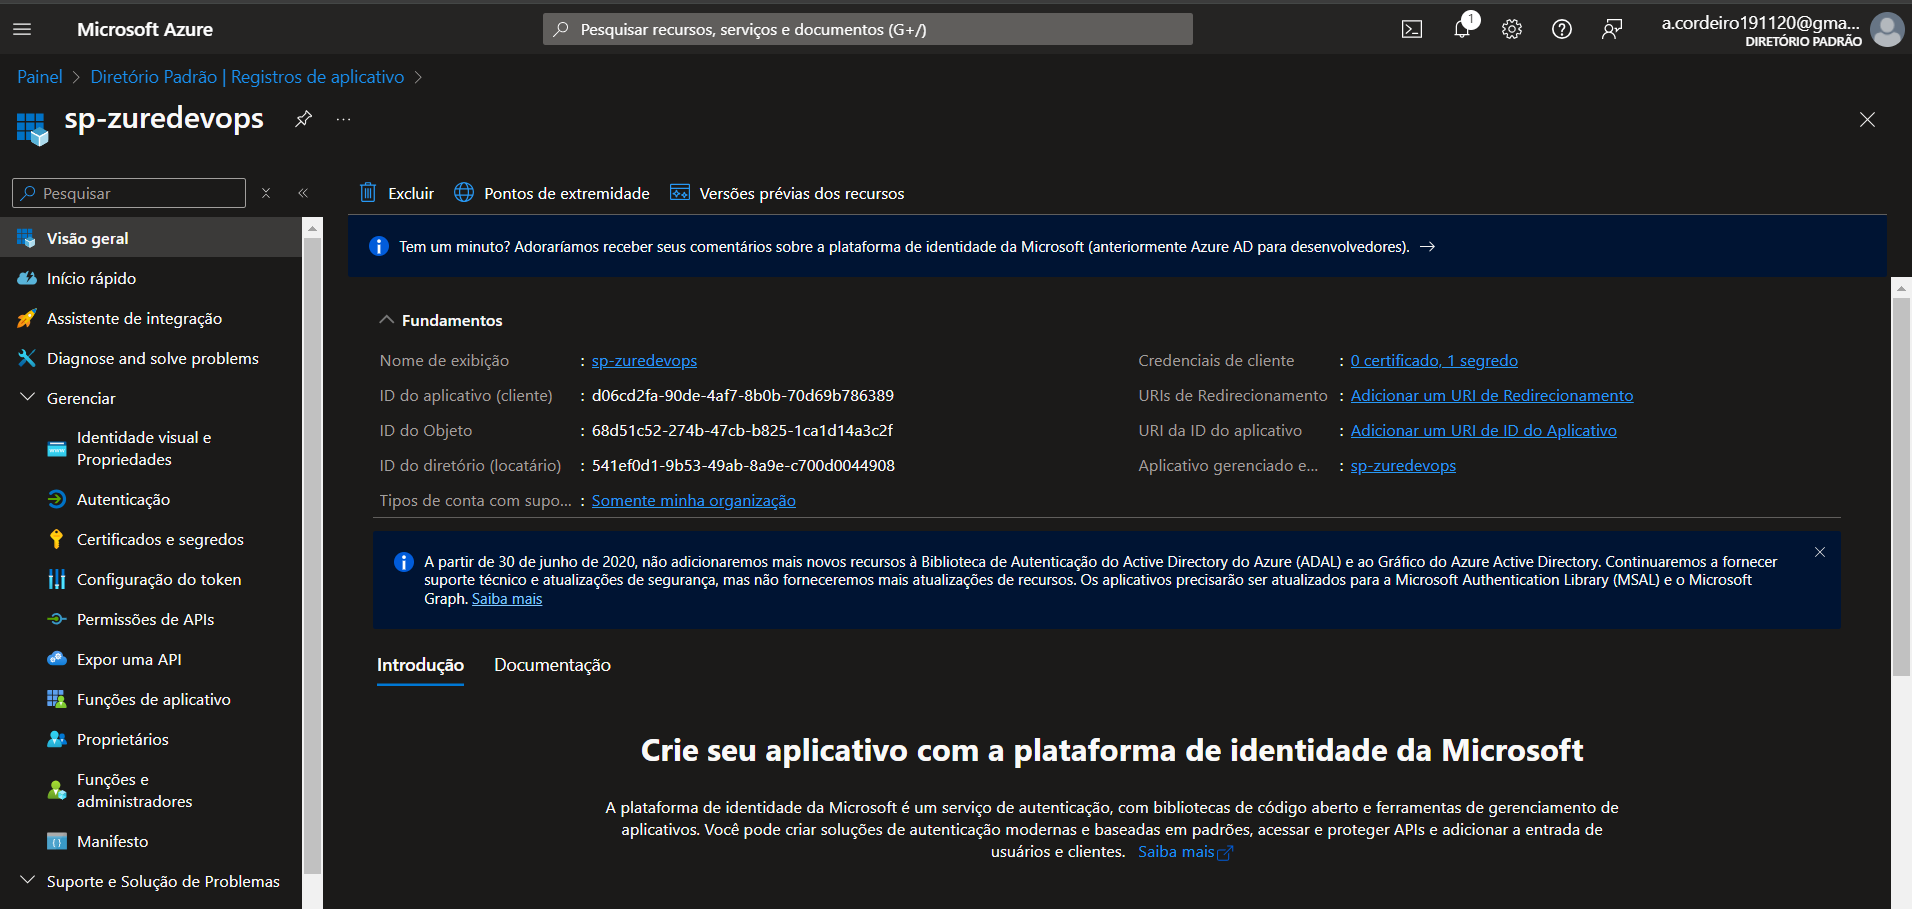 Microsoft Azure
Pesquisar recursos, serviços e documentos (G+/)
1
a.cordeiro191120@gma...
DIRETÓRIO PADRÃO
Painel > Diretório Padrão | Registros de aplicativo >
sp-zuredevops
...
Pesquisar
Excluir
Pontos de extremidade
Versões prévias dos recursos
Visão geral
Início rápido
Assistente de integração
Diagnose and solve problems
Gerenciar
Identidade visual e
Propriedades
Autenticação
Certificados e segredos
Configuração do token
Permissões de APIs
Expor uma API
Funções de aplicativo
Proprietários
Funções e
administradores
Manifesto
Suporte e Solução de Problemas
Tem um minuto? Adoraríamos receber seus comentários sobre a plataforma de identidade da Microsoft (anteriormente Azure AD para desenvolvedores). →
Fundamentos
Nome de exibição : sp-zuredevops
ID do aplicativo (cliente) : d06cd2fa-90de-4af7-8b0b-70d69b786389
ID do Objeto : 68d51c52-274b-47cb-b825-1ca1d14a3c2f
ID do diretório (locatário) : 541ef0d1-9b53-49ab-8a9e-c700d0044908
Tipos de conta com supo... : Somente minha organização
Credenciais de cliente : 0 certificado, 1 segredo
URIs de Redirecionamento : Adicionar um URI de Redirecionamento
URI da ID do aplicativo : Adicionar um URI de ID do Aplicativo
Aplicativo gerenciado e... : sp-zuredevops
A partir de 30 de junho de 2020, não adicionaremos mais novos recursos à Biblioteca de Autenticação do Active Directory do Azure (ADAL) e ao Gráfico do Azure Active Directory. Continuaremos a fornecer
suporte técnico e atualizações de segurança, mas não forneceremos mais atualizações de recursos. Os aplicativos precisarão ser atualizados para a Microsoft Authentication Library (MSAL) e o Microsoft
Graph. Saiba mais
Introdução
Documentação
Crie seu aplicativo com a plataforma de identidade da Microsoft
A plataforma de identidade da Microsoft é um serviço de autenticação, com bibliotecas de código aberto e ferramentas de gerenciamento de
aplicativos. Você pode criar soluções de autenticação modernas e baseadas em padrões, acessar e proteger APIs e adicionar a entrada de
usuários e clientes. Saiba mais